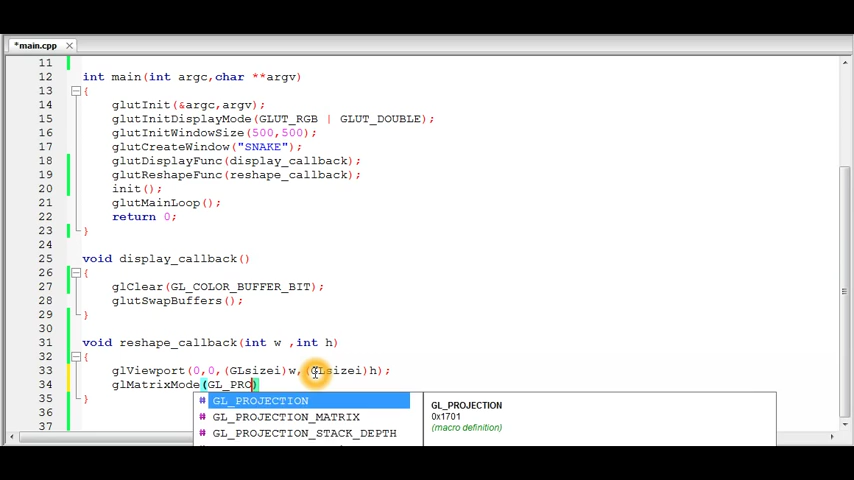 *main.cpp
11
12 int main(int argc,char **argv)
13 {
14 glutInit(&argc,argv);
15 glutInitDisplayMode(GLUT_RGB | GLUT_DOUBLE);
16 glutInitWindowSize(500,500);
17 glutCreateWindow("SNAKE");
18 glutDisplayFunc(display_callback);
19 glutReshapeFunc(reshape_callback);
20 init();
21 glutMainLoop();
22 return 0;
23 }
24
25 void display_callback()
26 {
27 glClear(GL_COLOR_BUFFER_BIT);
28 glutSwapBuffers();
29 }
30
31 void reshape_callback(int w ,int h)
32 {
33 glViewport(0,0,(GLsizei)w,(GLsizei)h);
34 glMatrixMode(GL_PRO)
35 }
36
37
# GL_PROJECTION
# GL_PROJECTION_MATRIX
# GL_PROJECTION_STACK_DEPTH
GL_PROJECTION
0x1701
(macro definition)